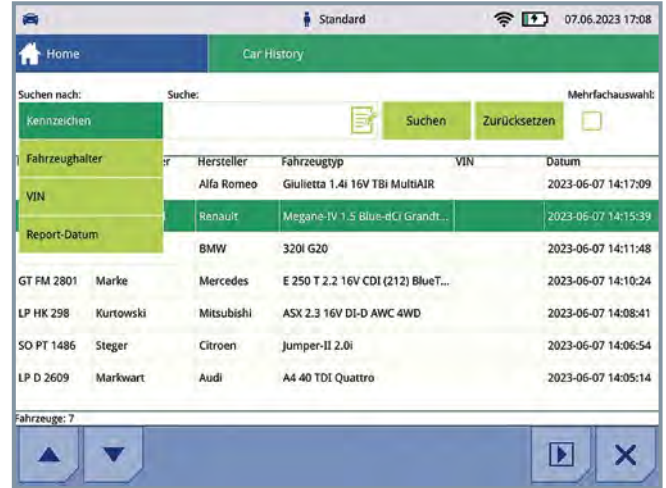 Standard 07.06.2023 17:08
Home Car History
Suchen nach: Suche: Mehrfachauswahl:
Kennzeichen Suchen Zurücksetzen
Fahrzeughalter
VIN
Report-Datum
Hersteller Fahrzeugtyp VIN Datum
Alfa Romeo Giulietta 1.4i 16V TBi MultiAIR 2023-06-07 14:17:09
Renault Megane-IV 1.5 Blue-dCi Grandt... 2023-06-07 14:15:39
BMW 320i G20 2023-06-07 14:11:48
GT FM 2801 Marke Mercedes E 250 T 2.2 16V CDI (212) BlueT... 2023-06-07 14:10:24
LP HK 298 Kurtowski Mitsubishi ASX 2.3 16V DI-D AWC 4WD 2023-06-07 14:08:41
SO PT 1486 Steger Citroen Jumper-II 2.0i 2023-06-07 14:06:54
LP D 2609 Markwart Audi A4 40 TDI Quattro 2023-06-07 14:05:14
Fahrzeuge: 7